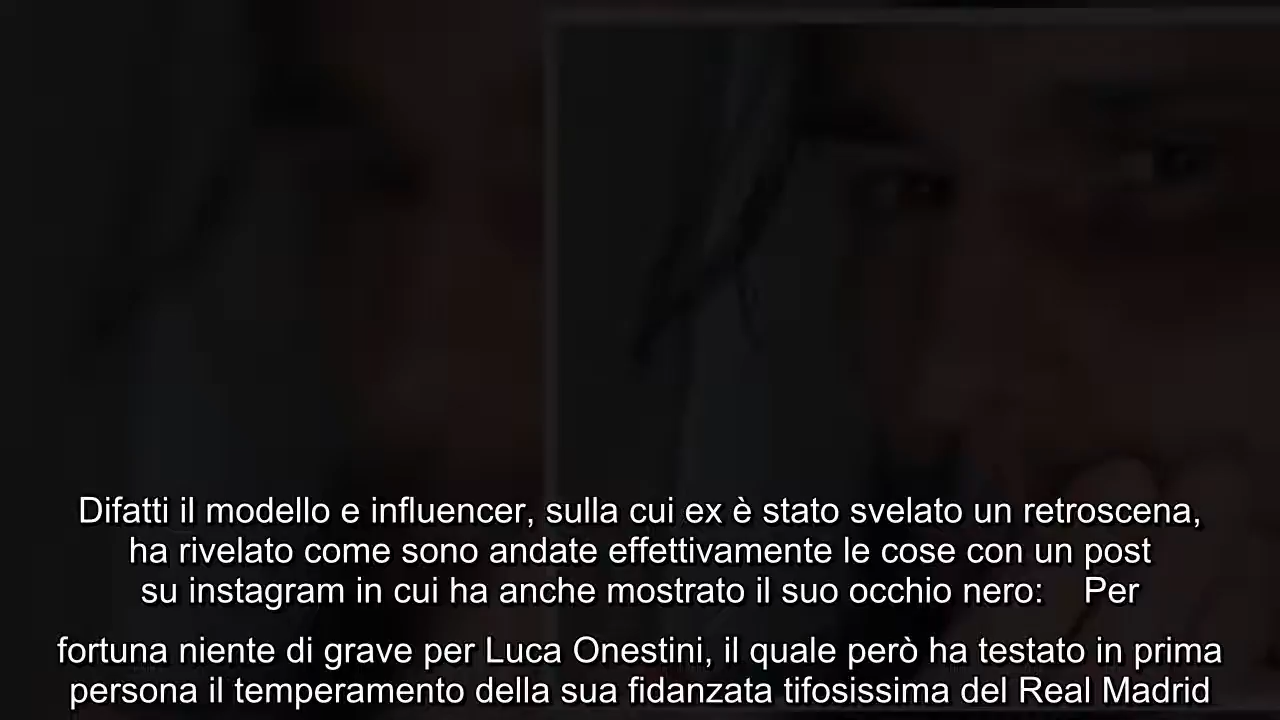 Difatti il modello e influencer, sulla cui ex è stato svelato un retroscena,
ha rivelato come sono andate effettivamente le cose con un post
su instagram in cui ha anche mostrato il suo occhio nero: Per
fortuna niente di grave per Luca Onestini, il quale però ha testato in prima
persona il temperamento della sua fidanzata tifosissima del Real Madrid